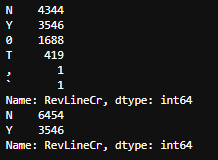 N    4344
Y    3546
0    1688
T     419
,       1
`       1
Name: RevLineCr, dtype: int64
N    6454
Y    3546
Name: RevLineCr, dtype: int64